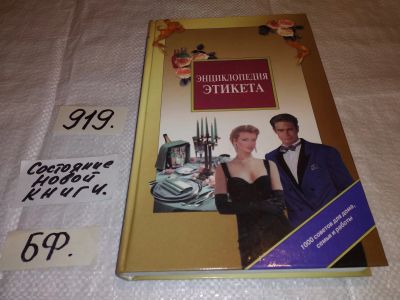 919.
Состояние
новой
книги.
БФ.
ЭНЦИКЛОПЕДИЯ
ЭТИКЕТА
1000 советов для дома,
семьи и работы